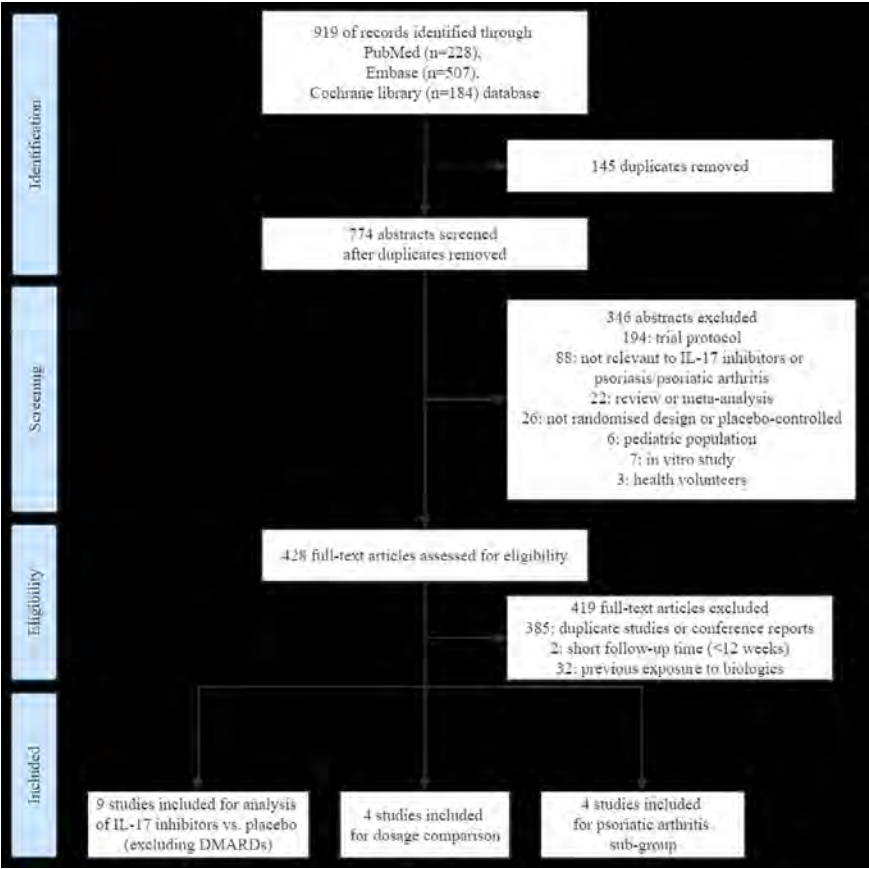 919 of records identified through
PubMed (n=228),
Embase (n=507),
Cochrane library (n=184) database
Identification
145 duplicates removed
774 abstracts screened
after duplicates removed
Screening
346 abstracts excluded
194: trial protocol
88: not relevant to IL-17 inhibitors or
psoriasis/psoriatic arthritis
22: review or meta-analysis
26: not randomised design or placebo-controlled
6: pediatric population
7: in vitro study
3: health volunteers
428 full-text articles assessed for eligibility
Eligibility
419 full-text articles excluded
385: duplicate studies or conference reports
2: short follow-up time (<12 weeks)
32: previous exposure to biologics
Included
9 studies included for analysis
of IL-17 inhibitors vs. placebo
(excluding DMARDs)
4 studies included
for dosage comparison
4 studies included
for psoriatic arthritis
sub-group